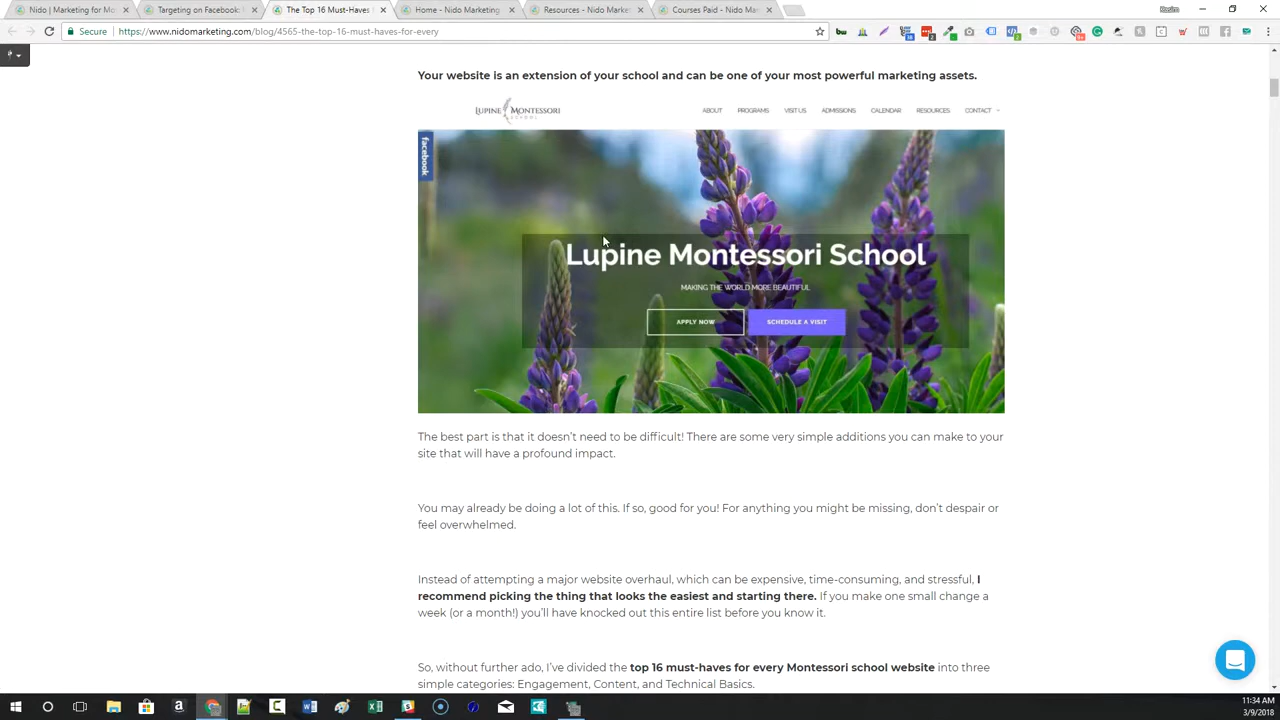 Nido | Marketing for Mo
Targeting on Facebook:
The Top 16 Must-Haves
Home - Nido Marketing
Resources - Nido Marke
Courses Paid - Nido Mar
Secure
https://www.nidomarketing.com/blog/4565-the-top-16-must-haves-for-every
Your website is an extension of your school and can be one of your most powerful marketing assets.
LUPINE MONTESSORI
SCHOOL
ABOUT PROGRAMS VISIT US ADMISSIONS CALENDAR RESOURCES CONTACT
facebook
Lupine Montessori School
MAKING THE WORLD MORE BEAUTIFUL
APPLY NOW
SCHEDULE A VISIT
The best part is that it doesn't need to be difficult! There are some very simple additions you can make to your
site that will have a profound impact.
You may already be doing a lot of this. If so, good for you! For anything you might be missing, don't despair or
feel overwhelmed.
Instead of attempting a major website overhaul, which can be expensive, time-consuming, and stressful, I
recommend picking the thing that looks the easiest and starting there. If you make one small change a
week (or a month!) you'll have knocked out this entire list before you know it.
So, without further ado, I've divided the top 16 must-haves for every Montessori school website into three
simple categories: Engagement, Content, and Technical Basics.
11:34 AM
3/9/2018